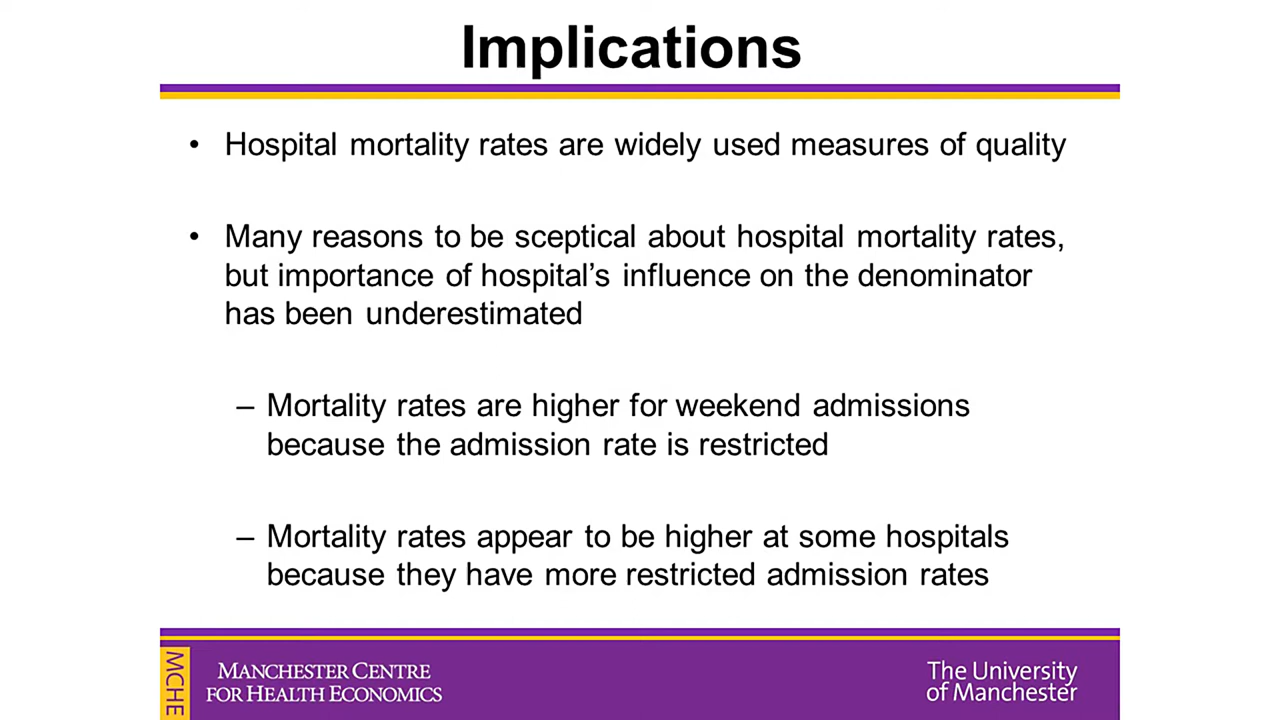 Implications
• Hospital mortality rates are widely used measures of quality
• Many reasons to be sceptical about hospital mortality rates,
but importance of hospital's influence on the denominator
has been underestimated
– Mortality rates are higher for weekend admissions
because the admission rate is restricted
– Mortality rates appear to be higher at some hospitals
because they have more restricted admission rates
MCHE
MANCHESTER CENTRE
FOR HEALTH ECONOMICS
The University
of Manchester